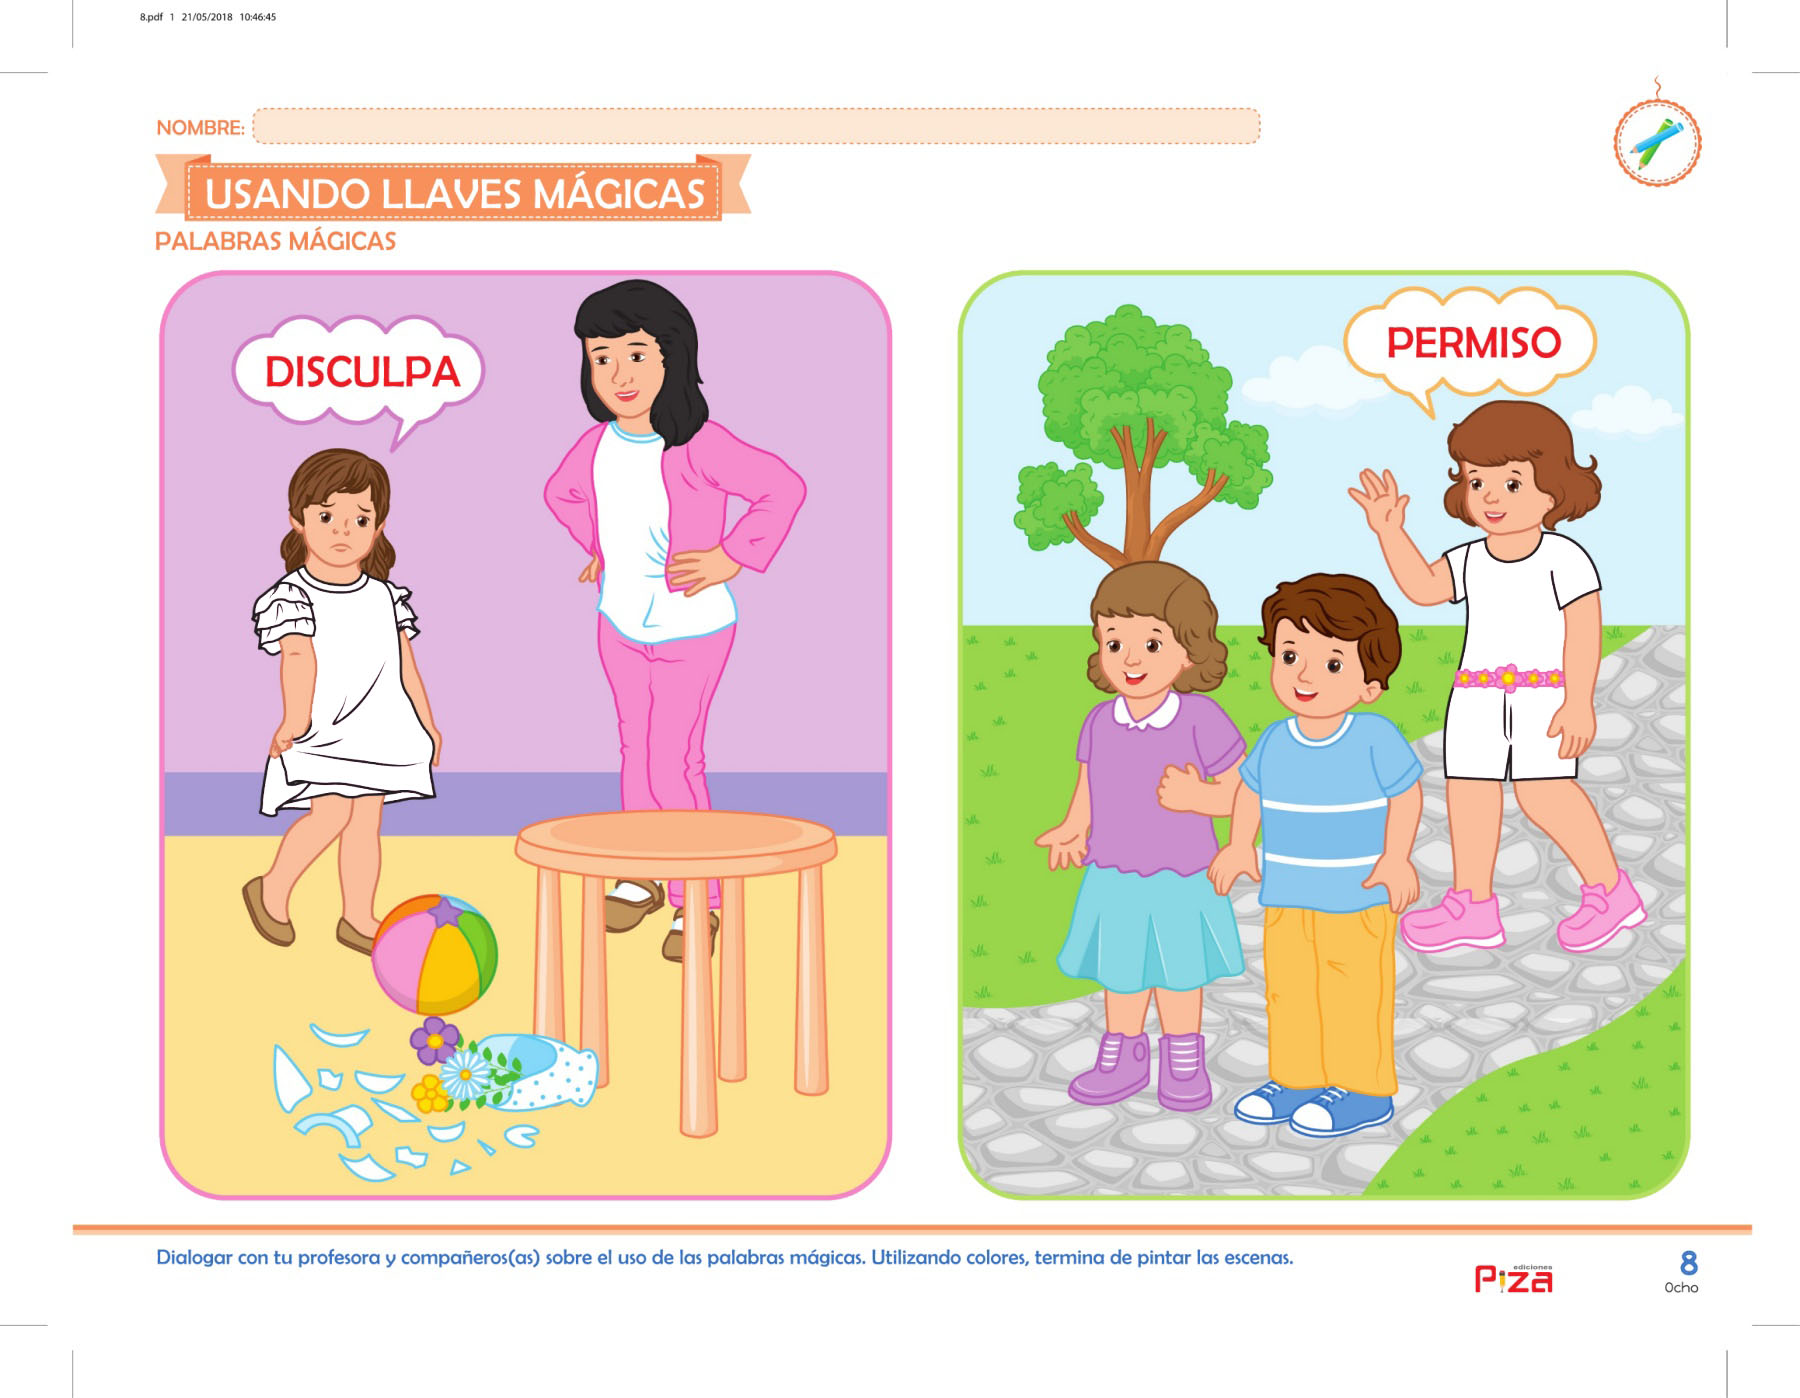 8.pdf 1 21/05/2018 10:46:45
NOMBRE:
USANDO LLAVES MÁGICAS
PALABRAS MÁGICAS
DISCULPA
PERMISO
Dialogar con tu profesora y compañeros(as) sobre el uso de las palabras mágicas. Utilizando colores, termina de pintar las escenas.
ediciones
Piza
8
Ocho